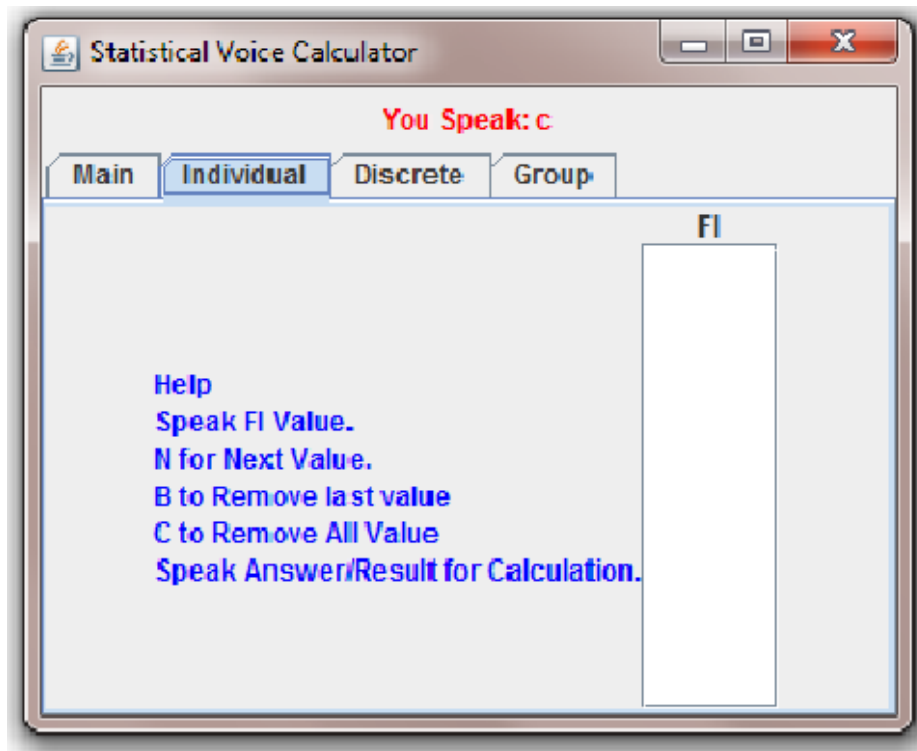 Statistical Voice Calculator
You Speak: c
Main Individual Discrete Group
FI
Help
Speak FI Value.
N for Next Value.
B to Remove last value
C to Remove All Value
Speak Answer/Result for Calculation.